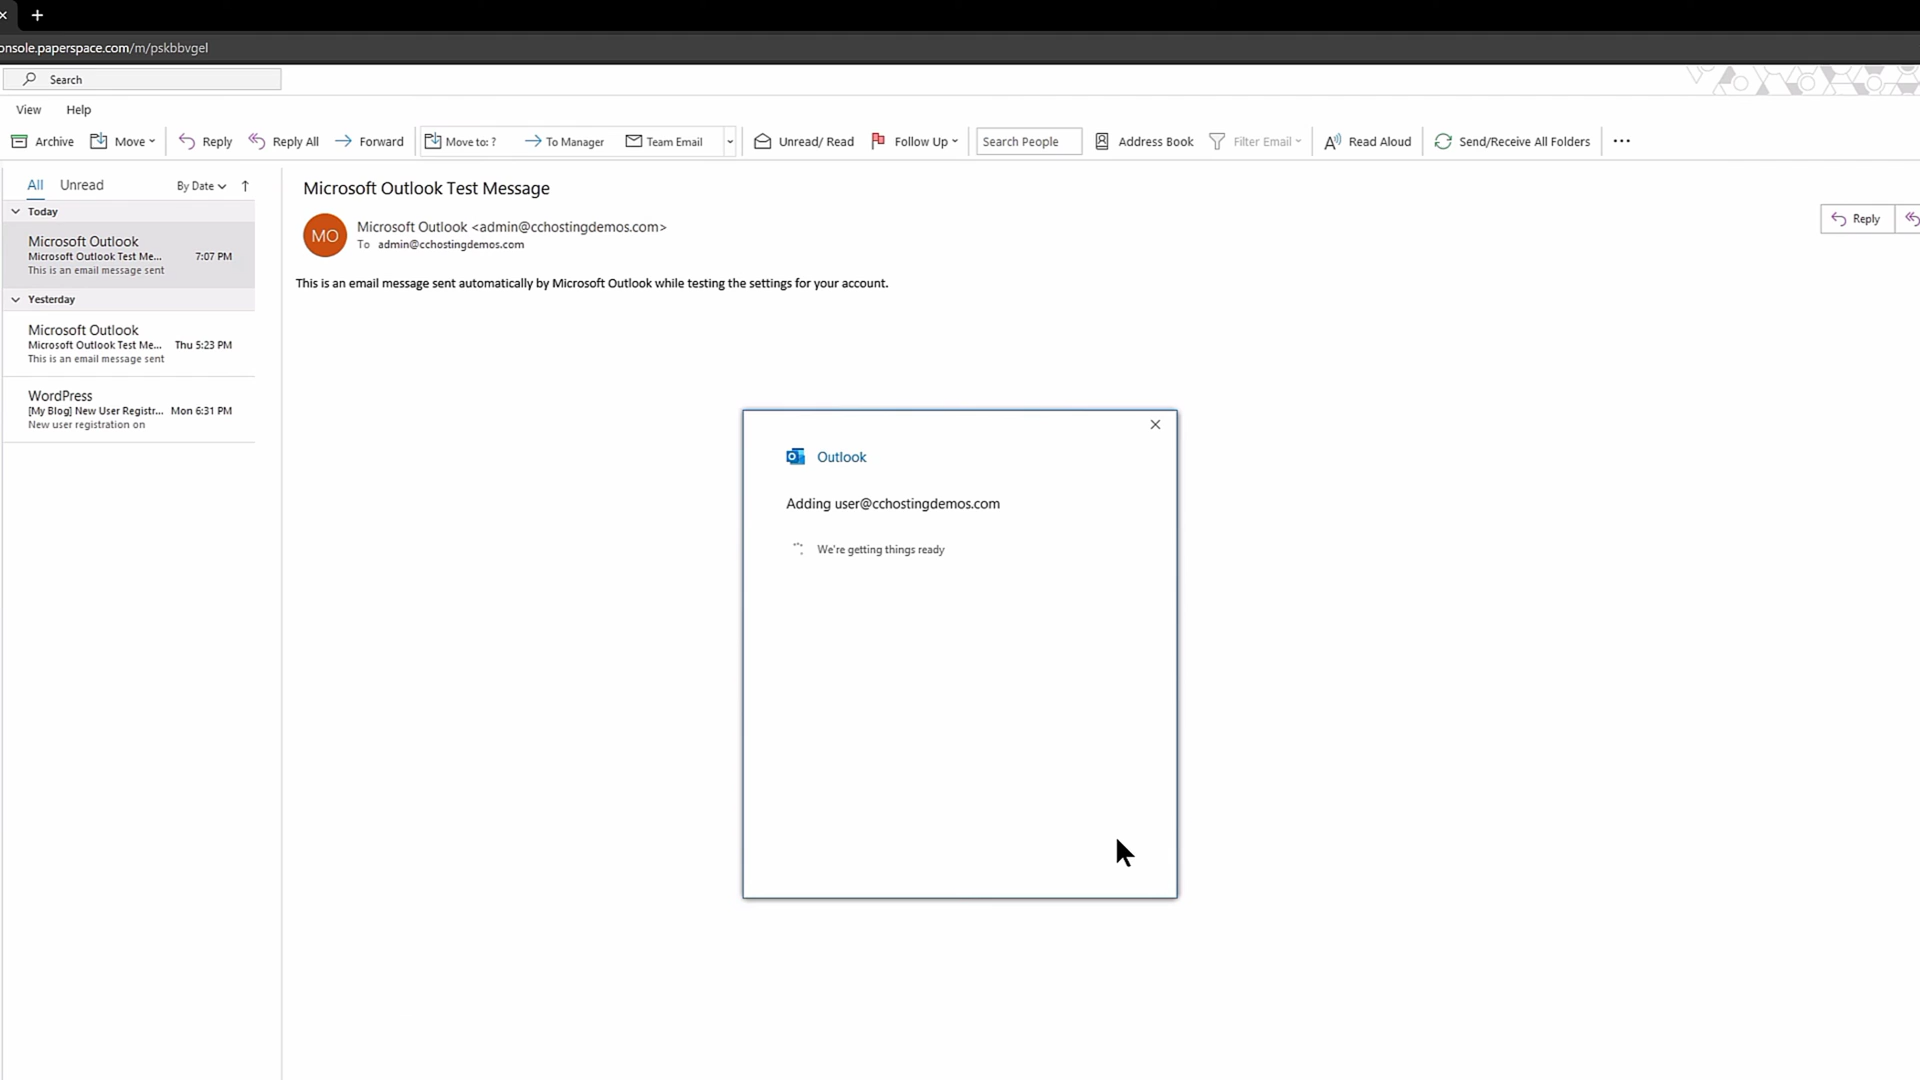 onsole.paperspace.com/m/pskbbvgel
Search
View Help
Archive Move Reply Reply All Forward Move to: ? To Manager Team Email Unread/ Read Follow Up Search People Address Book Filter Email Read Aloud Send/Receive All Folders
All Unread By Date
Today
Microsoft Outlook
Microsoft Outlook Test Me... 7:07 PM
This is an email message sent
Yesterday
Microsoft Outlook
Microsoft Outlook Test Me... Thu 5:23 PM
This is an email message sent
WordPress
[My Blog] New User Registr... Mon 6:31 PM
New user registration on
Microsoft Outlook Test Message
MO
Microsoft Outlook <admin@cchostingdemos.com>
To admin@cchostingdemos.com
Reply
This is an email message sent automatically by Microsoft Outlook while testing the settings for your account.
Outlook
Adding user@cchostingdemos.com
We're getting things ready